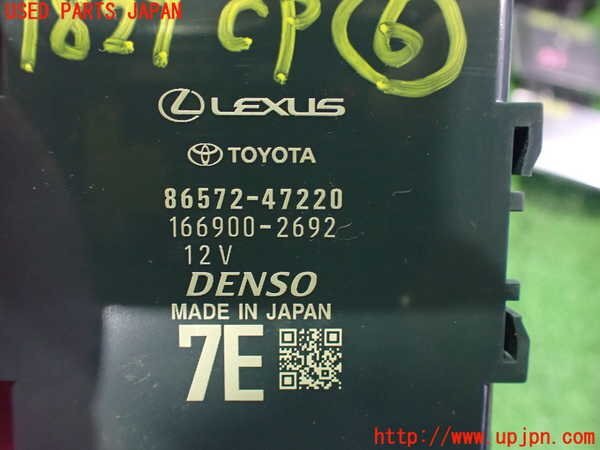 USED PARTS JAPAN
1821 CP 6
LEXUS
TOYOTA
86572-47220
166900-2692
12V
DENSO
MADE IN JAPAN
7E
http://www.upjpn.com